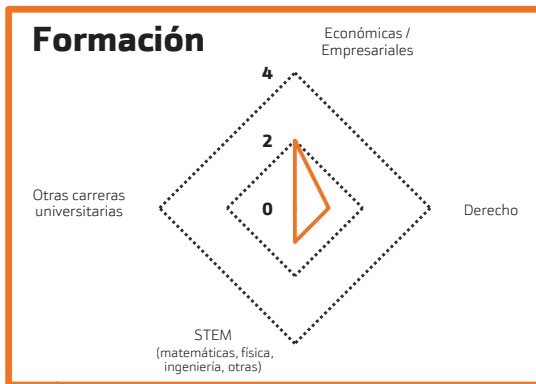 Formación
Económicas /
Empresariales
4
2
Otras carreras
universitarias
0
Derecho
STEM
(matemáticas, física,
ingeniería, otras)